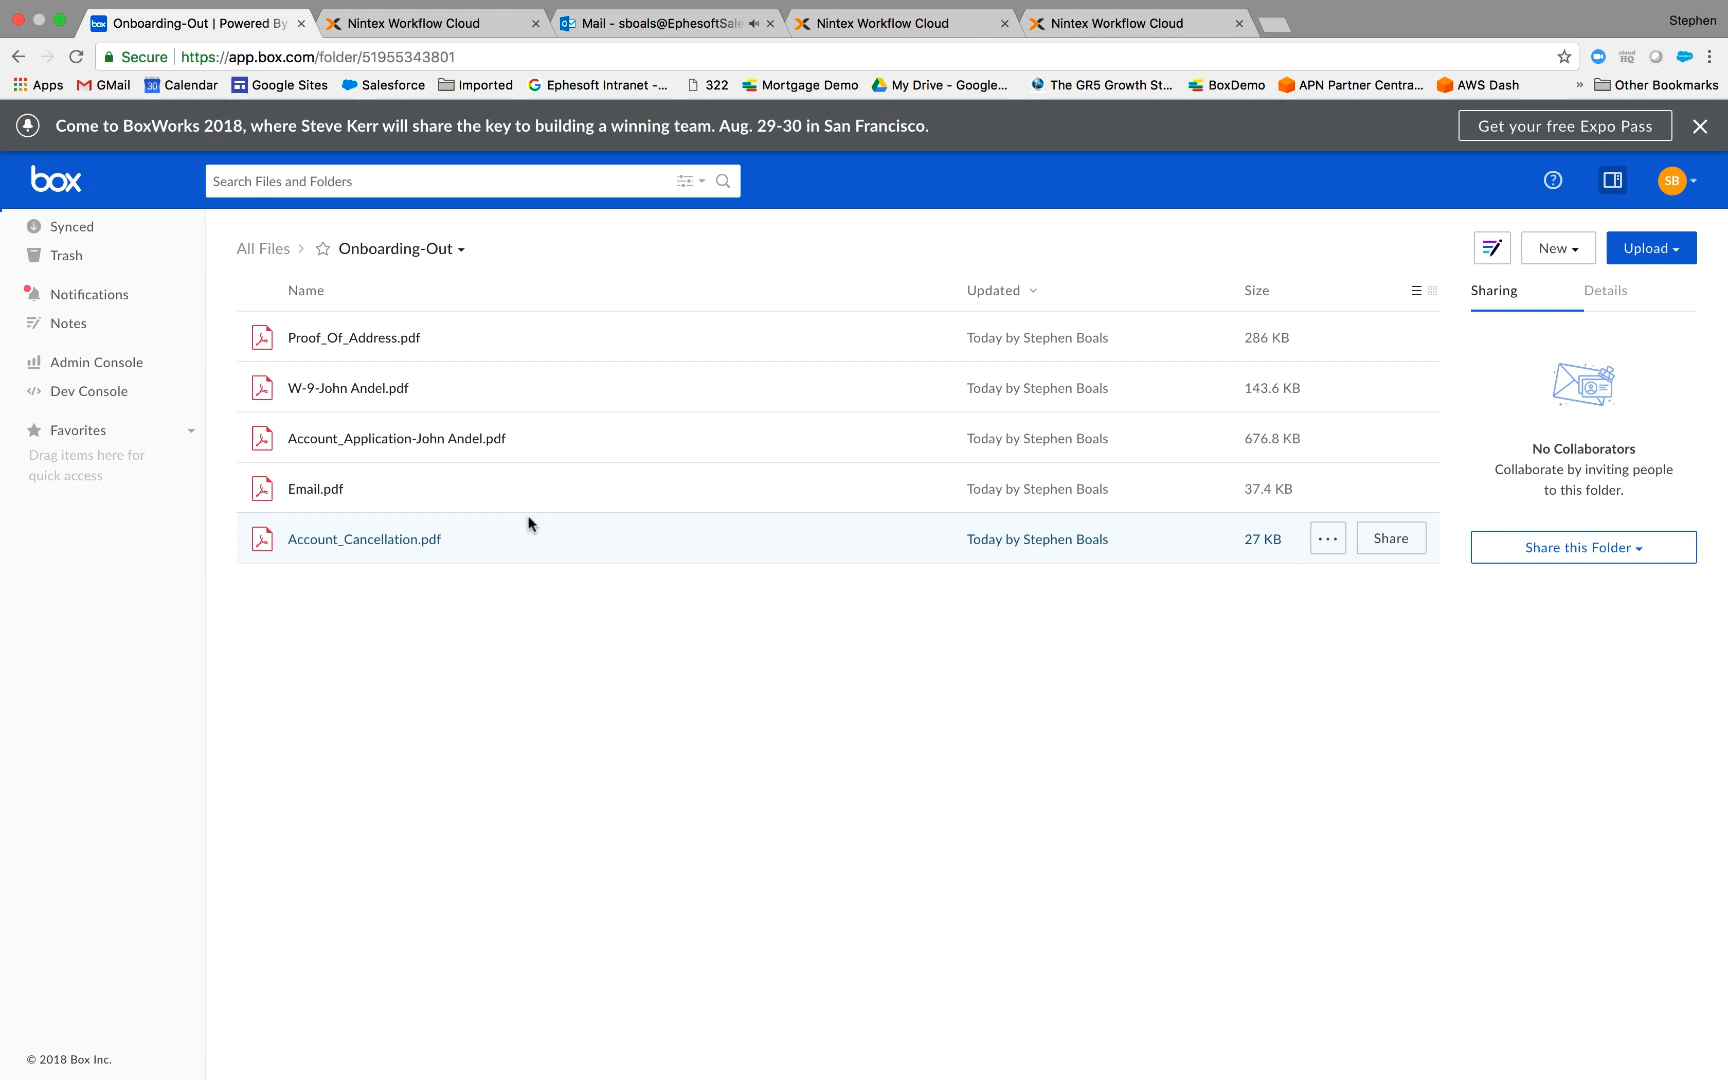 Onboarding-Out | Powered By
Nintex Workflow Cloud
Mail - sboals@EphesoftSale
Nintex Workflow Cloud
Nintex Workflow Cloud
Stephen
Secure
https://app.box.com/folder/51955343801
Apps
GMail
30
Calendar
Google Sites
Salesforce
Imported
Ephesoft Intranet -...
322
Mortgage Demo
My Drive - Google...
The GR5 Growth St...
BoxDemo
APN Partner Centra...
AWS Dash
»
Other Bookmarks
Come to BoxWorks 2018, where Steve Kerr will share the key to building a winning team. Aug. 29-30 in San Francisco.
Get your free Expo Pass
box
Search Files and Folders
SB
Synced
Trash
Notifications
Notes
Admin Console
Dev Console
Favorites
Drag items here for
quick access
All Files > Onboarding-Out
New
Upload
Name Updated Size
Proof_Of_Address.pdf Today by Stephen Boals 286 KB
W-9-John Andel.pdf Today by Stephen Boals 143.6 KB
Account_Application-John Andel.pdf Today by Stephen Boals 676.8 KB
Email.pdf Today by Stephen Boals 37.4 KB
Account_Cancellation.pdf Today by Stephen Boals 27 KB ... Share
Sharing Details
No Collaborators
Collaborate by inviting people
to this folder.
Share this Folder
© 2018 Box Inc.